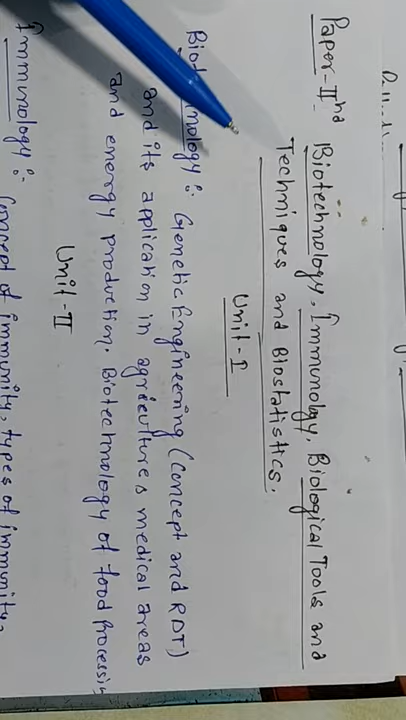 Paper-IInd Biotechnology, Immunology, Biological Tools and
Techniques and Biostatistics.
Unit-I
Genetic Engineering (Concept and RDT)
and its application in agriculture, medical areas
and energy production. Biotechnology of food Processin
Unit-II
Immunology :- Concept of immunity, types of immunity,